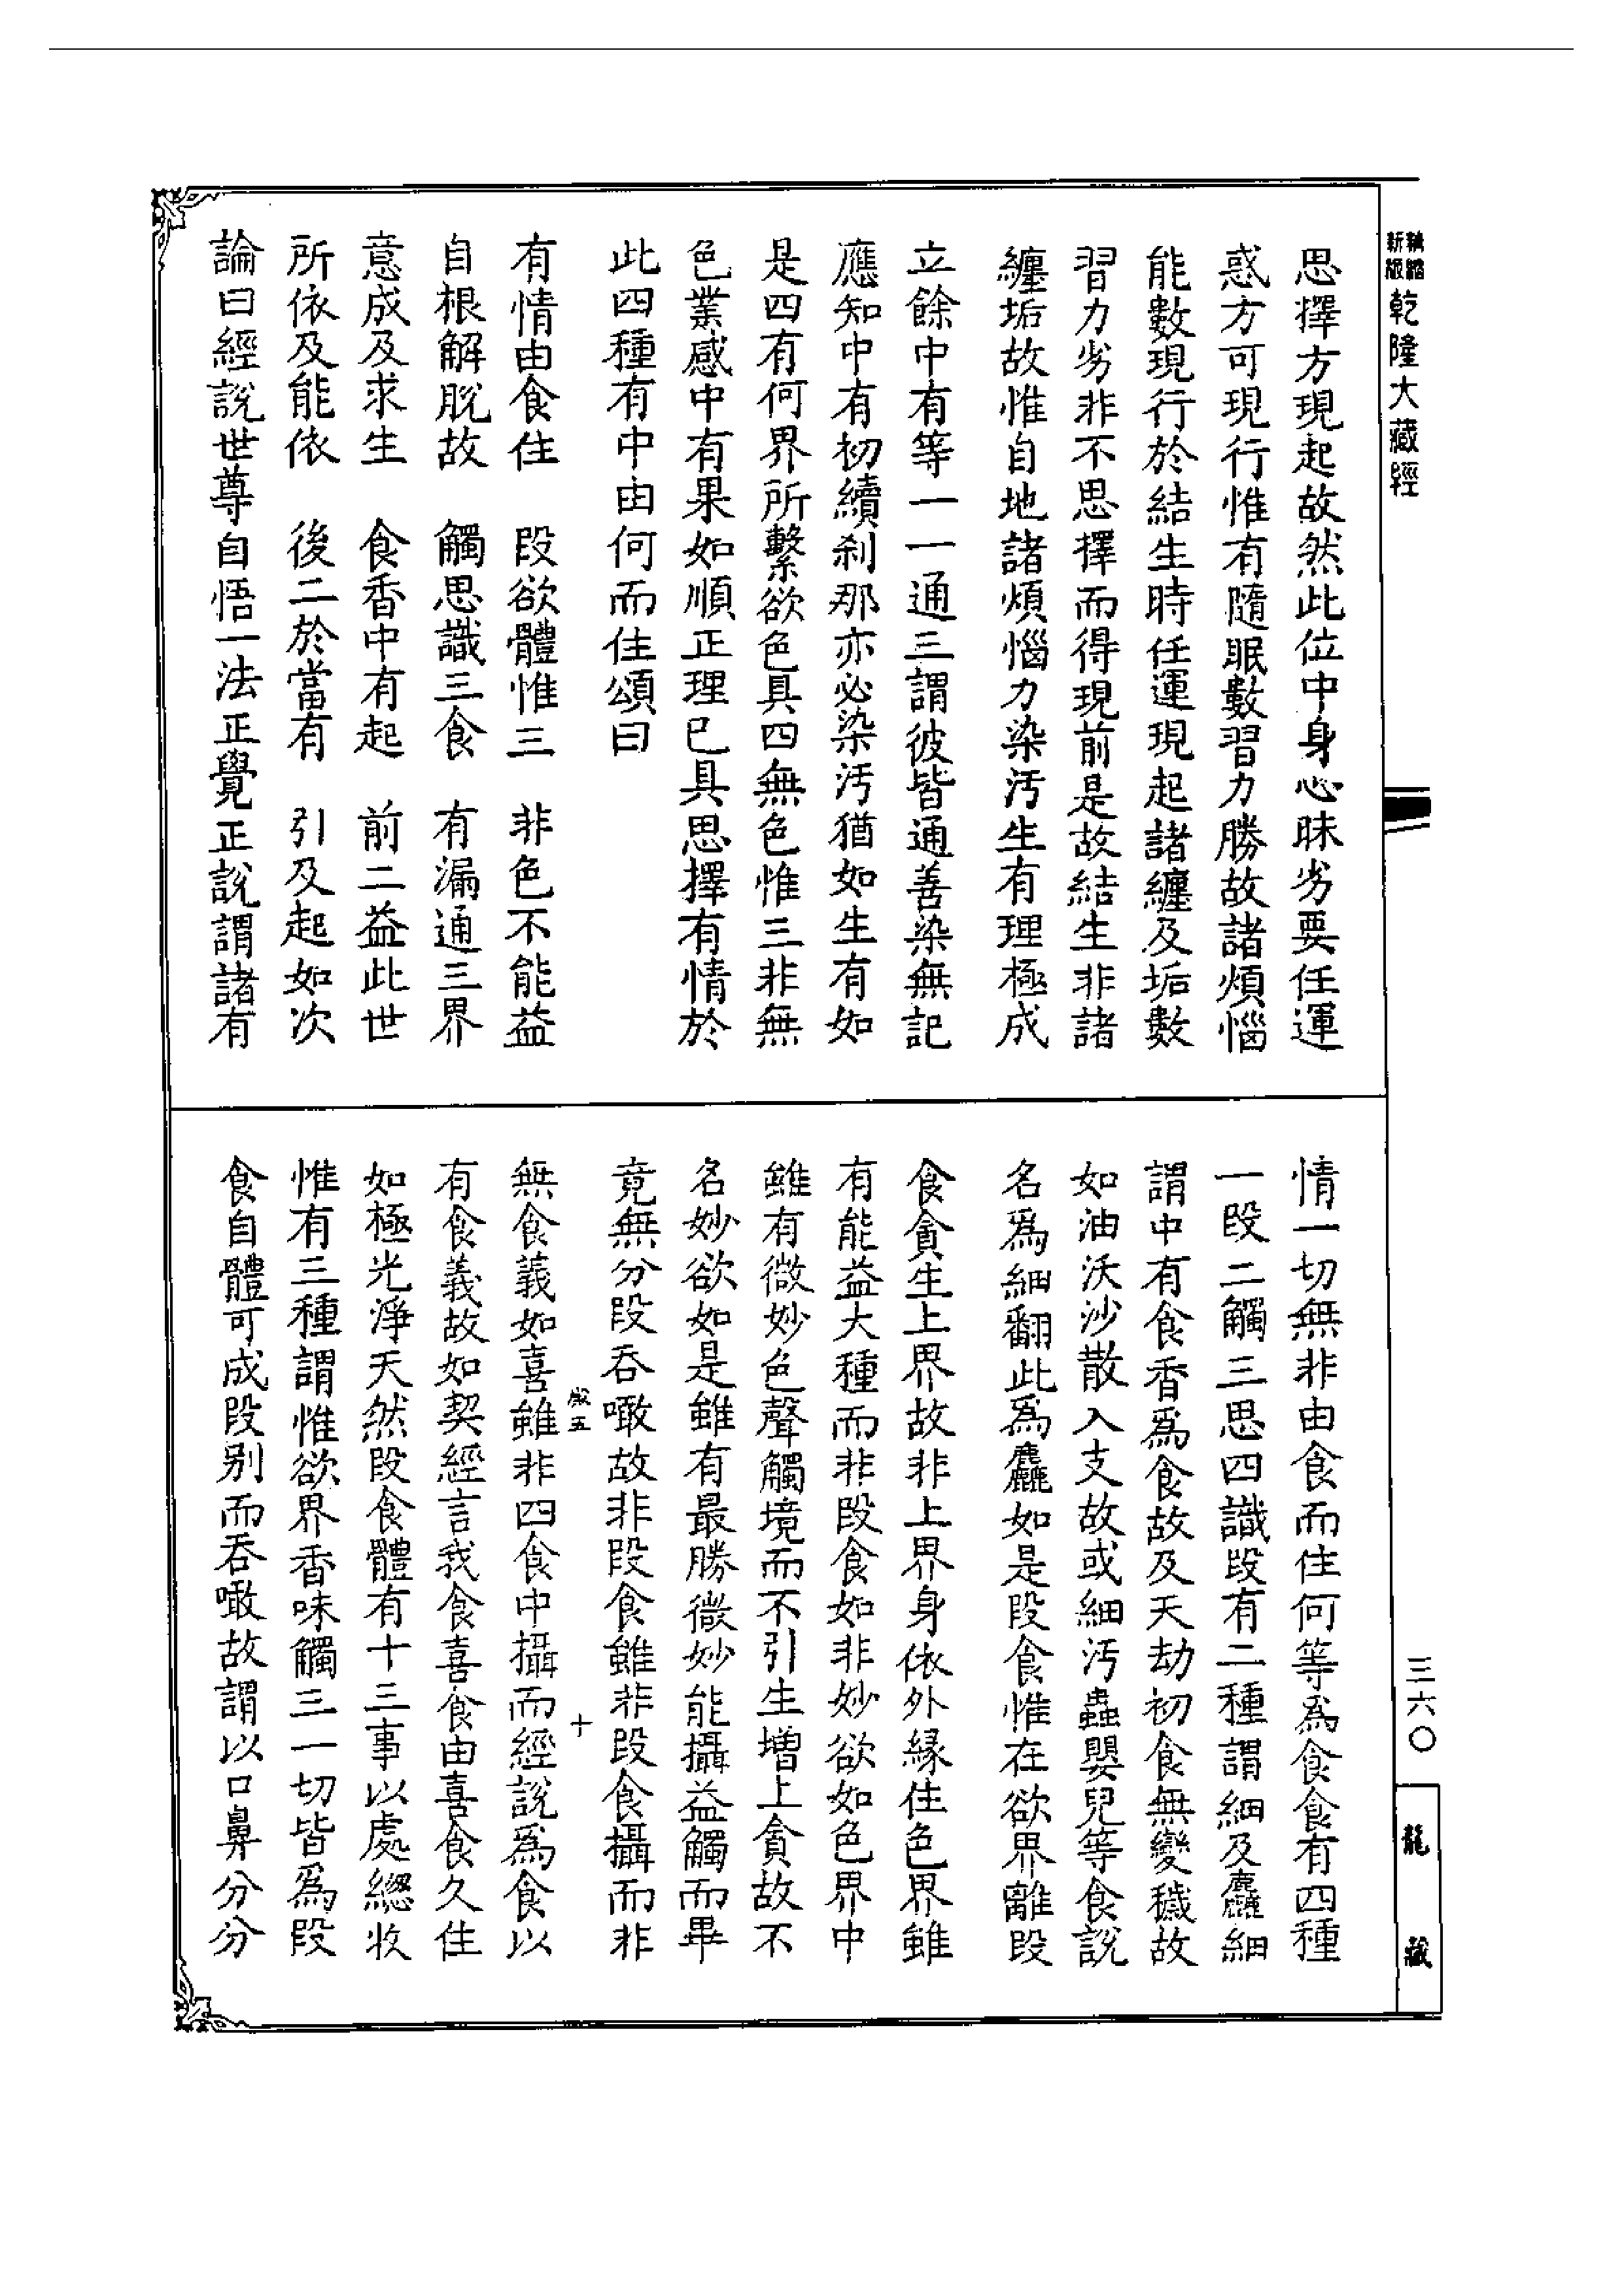 新縮
版縮
乾隆大藏經
思擇方現起故然此位中身心昧劣要任運
惑方可現行惟有隨眠數習力勝故諸煩惱
能數現行於結生時任運現起諸纏及垢數
習力劣非不思擇而得現前是故結生非諸
纏垢故惟自地諸煩惱力染汚生有理極成
立餘中有等一一通三謂彼皆通善染無記
應知中有初續刹那亦必染汚猶如生有如
是四有何界所繫欲色具四無色惟三非無
色業感中有果如順正理已具思擇有情於
此四種有中由何而住頌曰
有情由食住　段欲體惟三　非色不能益
自根解脫故　觸思識三食　有漏通三界
意成及求生　食香中有起　前二益此世
所依及能依　後二於當有　引及起如次
論曰經說世尊自悟一法正覺正說謂諸有
情一切無非由食而住何等為食食有四種
一段二觸三思四識段有二種謂細及麤細
謂中有食香爲食故及天劫初食無變穢故
如油沃沙散入支故或細汚蟲嬰兒等食說
名爲細翻此爲麤如是段食惟在欲界離段
食貪生上界故非上界身依外緣住色界雖
有能益大種而非段食如非妙欲如色界中
雖有微妙色聲觸境而不引生增上貪故不
名妙欲如是雖有最勝微妙能攝益觸而畢
竟無分段吞噉故非段食雖非段食攝而非
五　十
無食義如喜雖非四食中攝而經說爲食以
有食義故如契經言我食喜食由喜食久住
如極光淨天然段食體有十三事以處總收
惟有三種謂惟欲界香味觸三一切皆爲段
食自體可成段别而吞噉故謂以口鼻分分
三六〇
龍藏